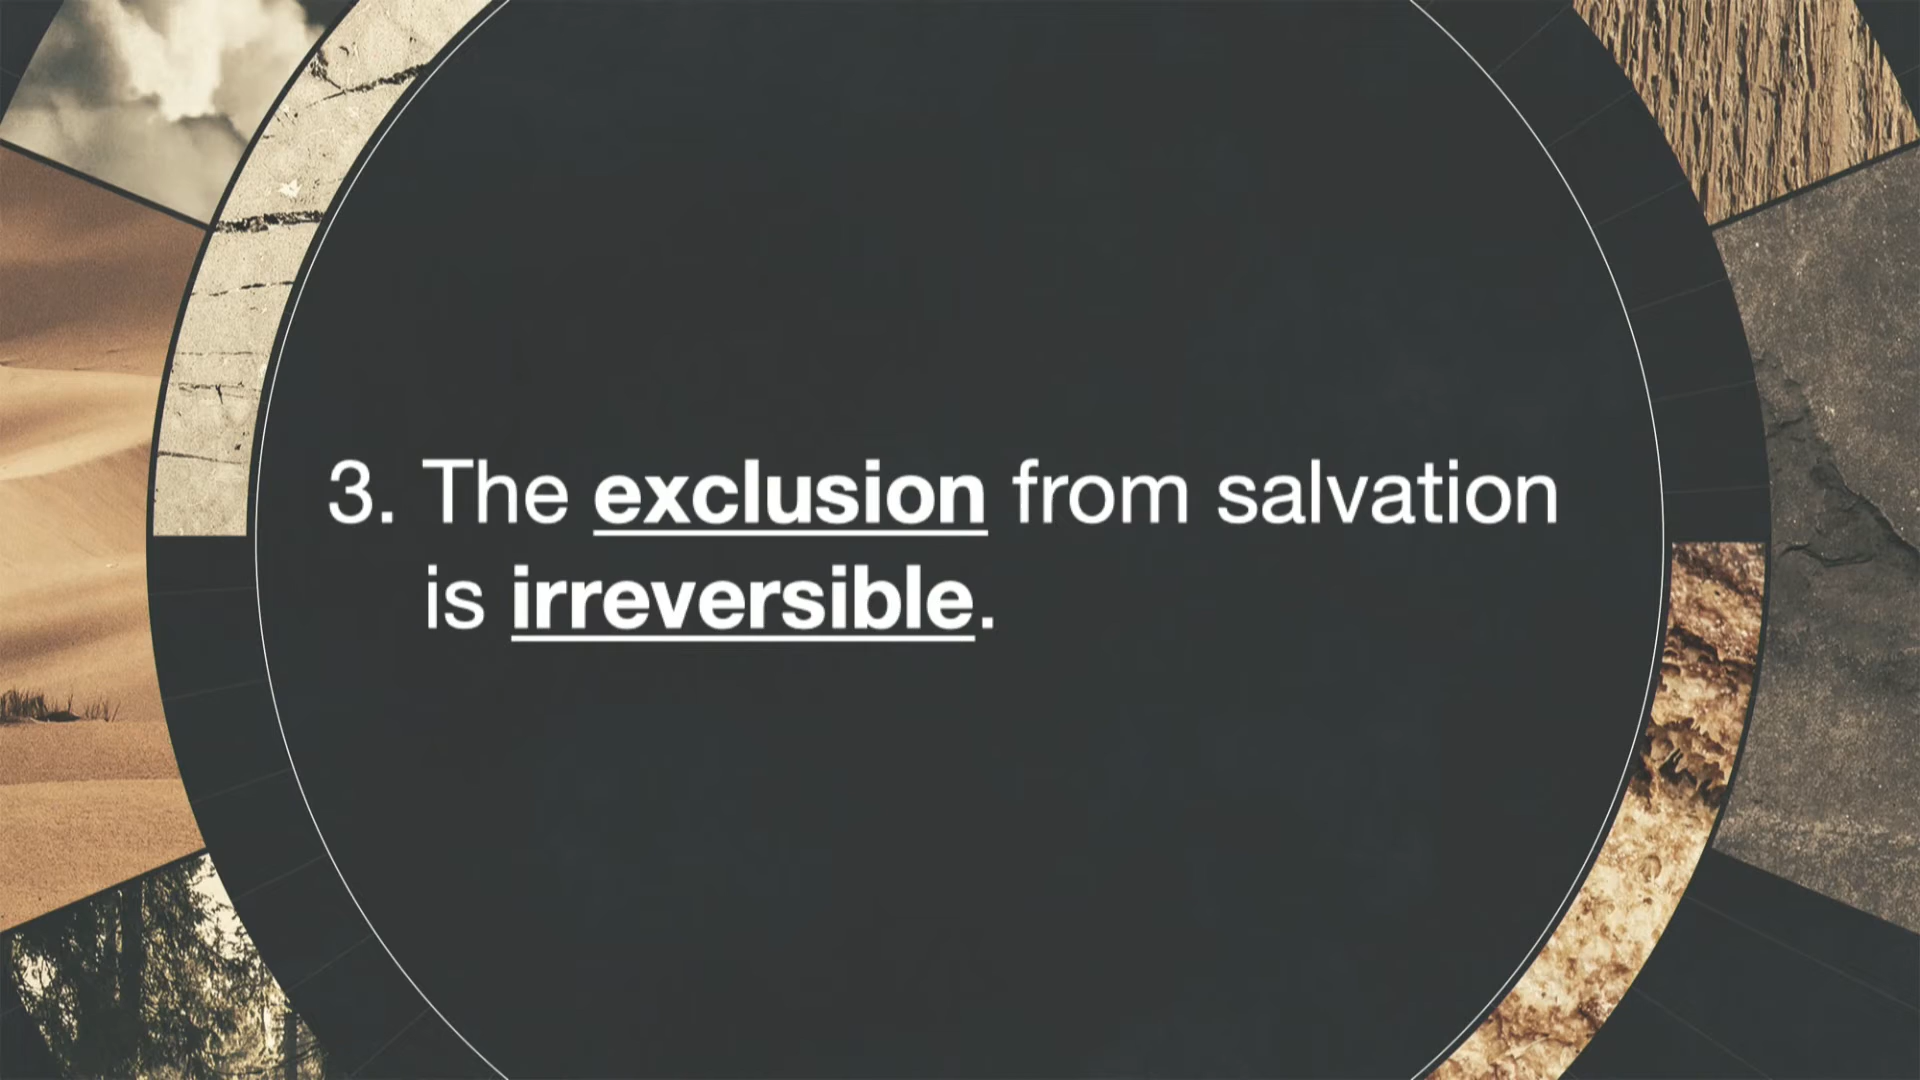 3. The exclusion from salvation
is irreversible.